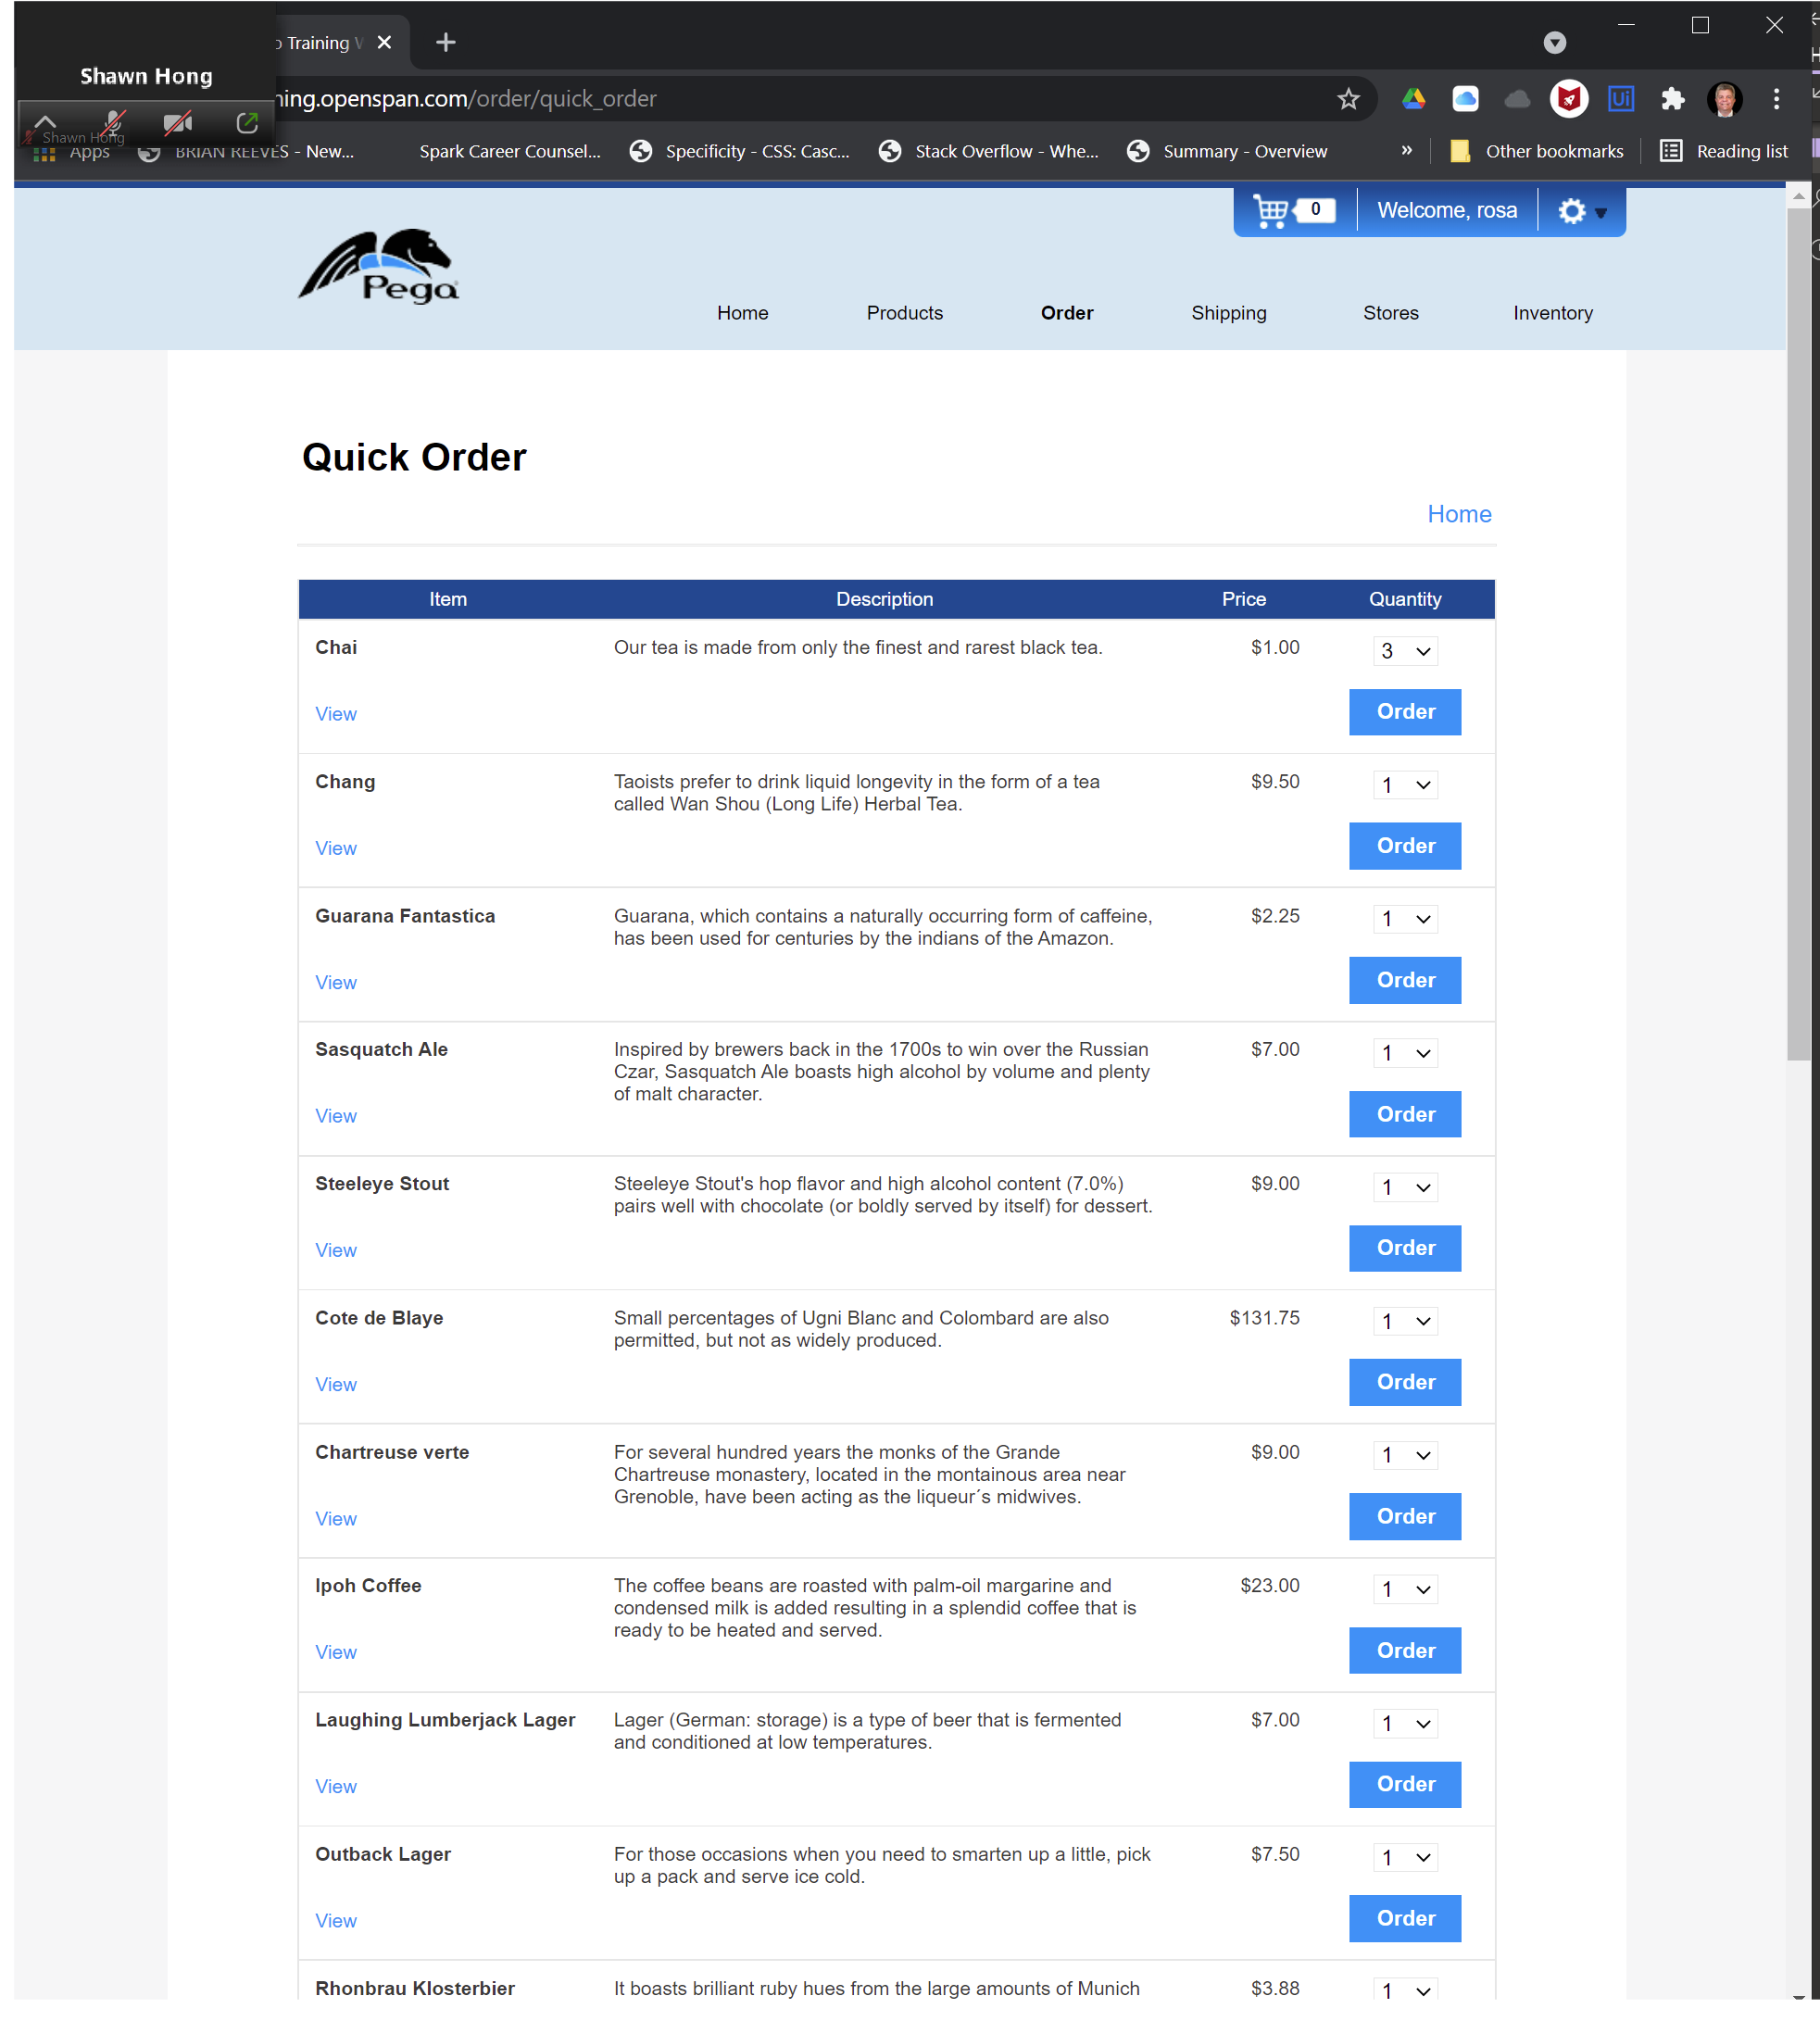 Training
Shawn Hong
ning.openspan.com/order/quick_order
Ui
Shawn Hong
Apps
BRIAN REEVES - New...
Spark Career Counsel...
Specificity - CSS: Casc...
Stack Overflow - Whe...
Summary - Overview
»
Other bookmarks
Reading list
0
Welcome, rosa
Pega
Home
Products
Order
Shipping
Stores
Inventory
Quick Order
Home
Item Description Price Quantity
Chai
Our tea is made from only the finest and rarest black tea.
$1.00
3
View
Order
Chang
Taoists prefer to drink liquid longevity in the form of a tea
called Wan Shou (Long Life) Herbal Tea.
$9.50
1
View
Order
Guarana Fantastica
Guarana, which contains a naturally occurring form of caffeine,
has been used for centuries by the indians of the Amazon.
$2.25
1
View
Order
Sasquatch Ale
Inspired by brewers back in the 1700s to win over the Russian
Czar, Sasquatch Ale boasts high alcohol by volume and plenty
of malt character.
$7.00
1
View
Order
Steeleye Stout
Steeleye Stout's hop flavor and high alcohol content (7.0%)
pairs well with chocolate (or boldly served by itself) for dessert.
$9.00
1
View
Order
Cote de Blaye
Small percentages of Ugni Blanc and Colombard are also
permitted, but not as widely produced.
$131.75
1
View
Order
Chartreuse verte
For several hundred years the monks of the Grande
Chartreuse monastery, located in the montainous area near
Grenoble, have been acting as the liqueur´s midwives.
$9.00
1
View
Order
Ipoh Coffee
The coffee beans are roasted with palm-oil margarine and
condensed milk is added resulting in a splendid coffee that is
ready to be heated and served.
$23.00
1
View
Order
Laughing Lumberjack Lager
Lager (German: storage) is a type of beer that is fermented
and conditioned at low temperatures.
$7.00
1
View
Order
Outback Lager
For those occasions when you need to smarten up a little, pick
up a pack and serve ice cold.
$7.50
1
View
Order
Rhonbrau Klosterbier
It boasts brilliant ruby hues from the large amounts of Munich
$3.88
1